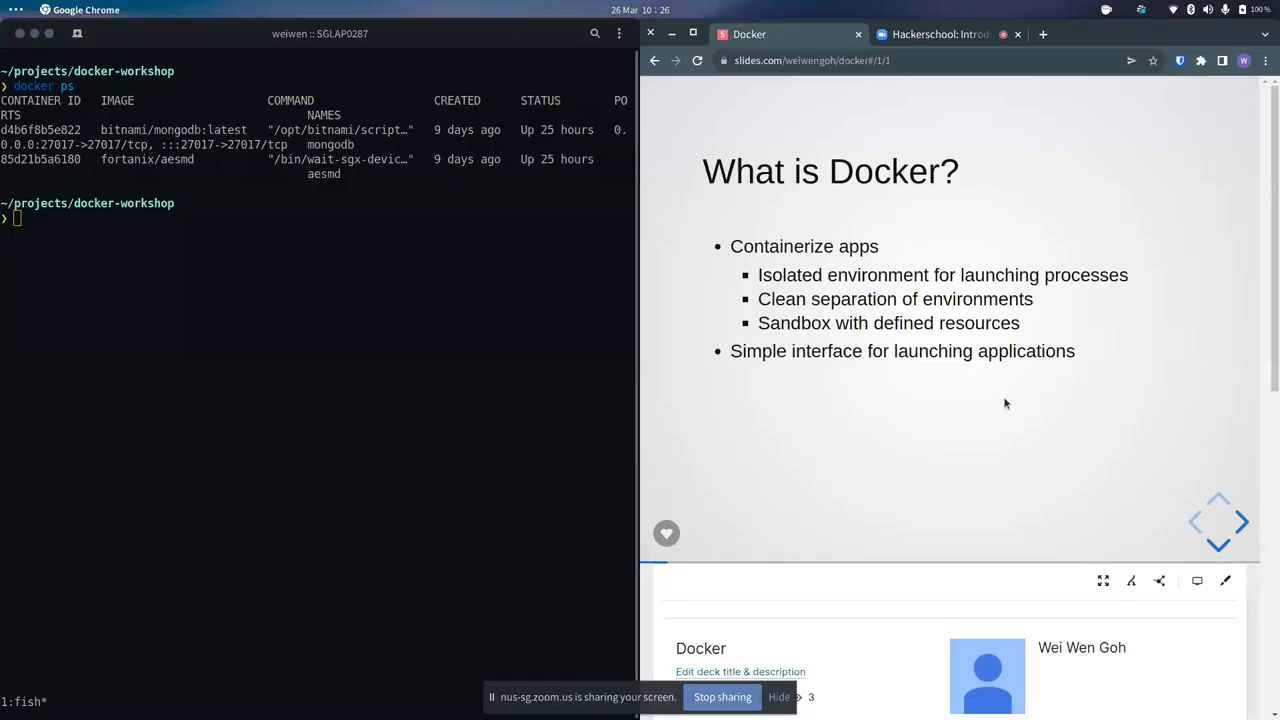 Google Chrome
26 Mar 10:26
100 %
weiwen :: SGLAP0287
~/projects/docker-workshop
❯ docker ps
CONTAINER ID   IMAGE                    COMMAND                  CREATED      STATUS        PO
RTS                                           NAMES
d4b6f8b5e822   bitnami/mongodb:latest   "/opt/bitnami/script…"   9 days ago   Up 25 hours   0.
0.0.0:27017->27017/tcp, :::27017->27017/tcp   mongodb
85d21b5a6180   fortanix/aesmd           "/bin/wait-sgx-devic…"   9 days ago   Up 25 hours
aesmd
~/projects/docker-workshop
❯
1:fish*
Docker
Hackerschool: Introd
slides.com/weiwengoh/docker#/1/1
W
What is Docker?
• Containerize apps
▪ Isolated environment for launching processes
▪ Clean separation of environments
▪ Sandbox with defined resources
• Simple interface for launching applications
Docker
Edit deck title & description
Wei Wen Goh
nus-sg.zoom.us is sharing your screen.
Stop sharing
Hide
3